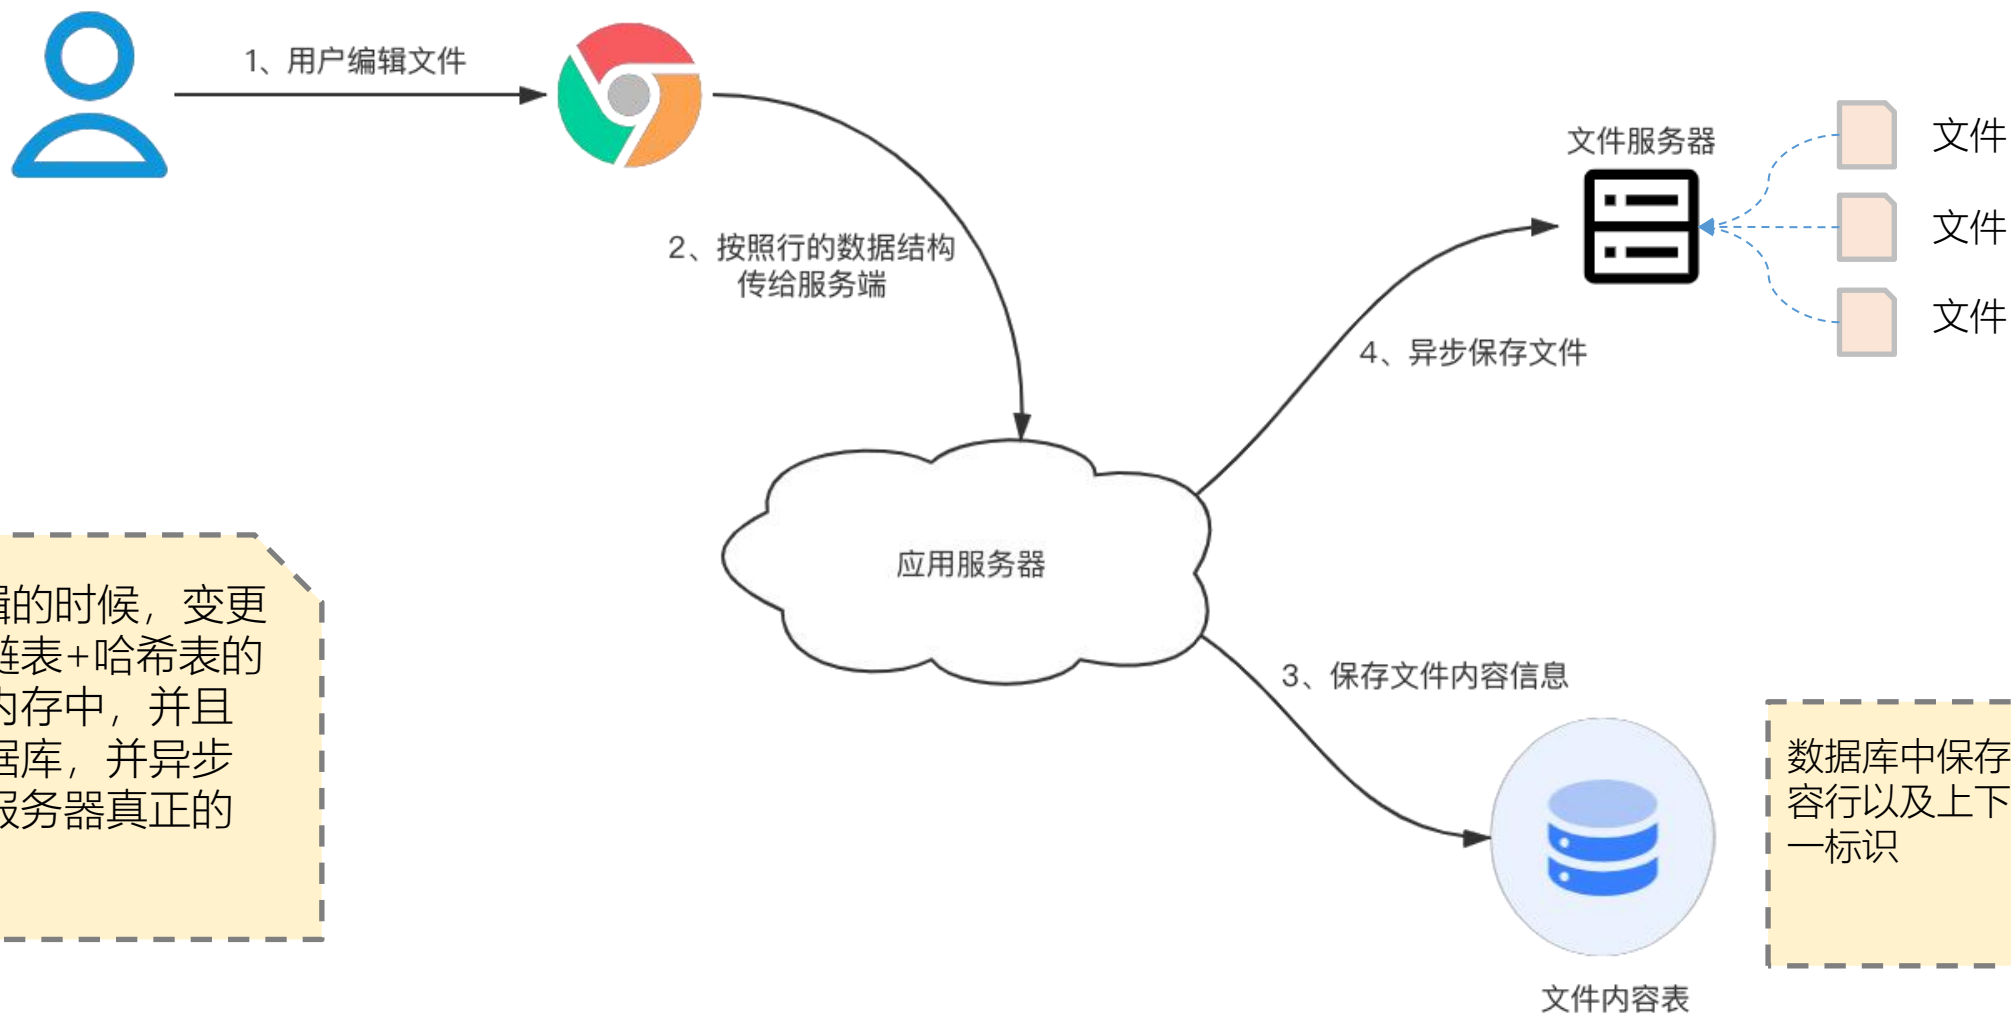 1、用户编辑文件
2、按照行的数据结构
传给服务端
文件服务器
文件
文件
文件
4、异步保存文件
应用服务器
3、保存文件内容信息
文件内容表
辑的时候，变更
链表+哈希表的
内存中，并且
据库，并异步
服务器真正的
数据库中保存
容行以及上下
一标识